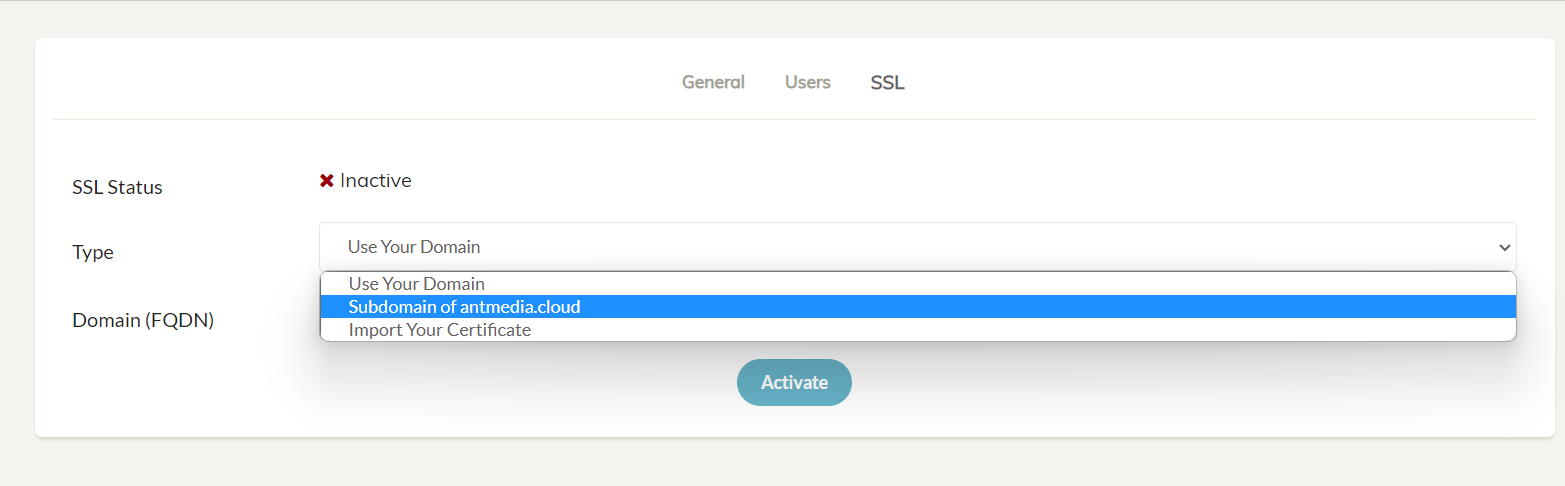 General Users SSL
SSL Status Inactive
Type Use Your Domain
Use Your Domain
Subdomain of antmedia.cloud
Domain (FQDN)
Import Your Certificate
Activate